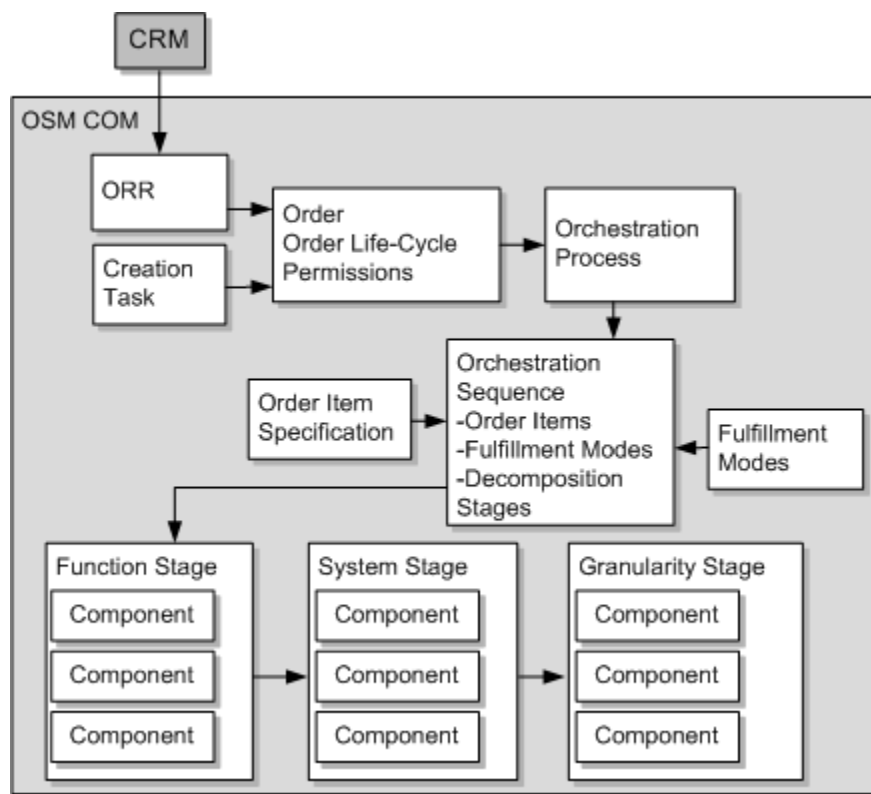 CRM
OSM COM
ORR
Creation
Task
Order
Order Life-Cycle
Permissions
Orchestration
Process
Order Item
Specification
Orchestration
Sequence
-Order Items
-Fulfillment Modes
-Decomposition
Stages
Fulfillment
Modes
Function Stage
Component
Component
Component
System Stage
Component
Component
Component
Granularity Stage
Component
Component
Component